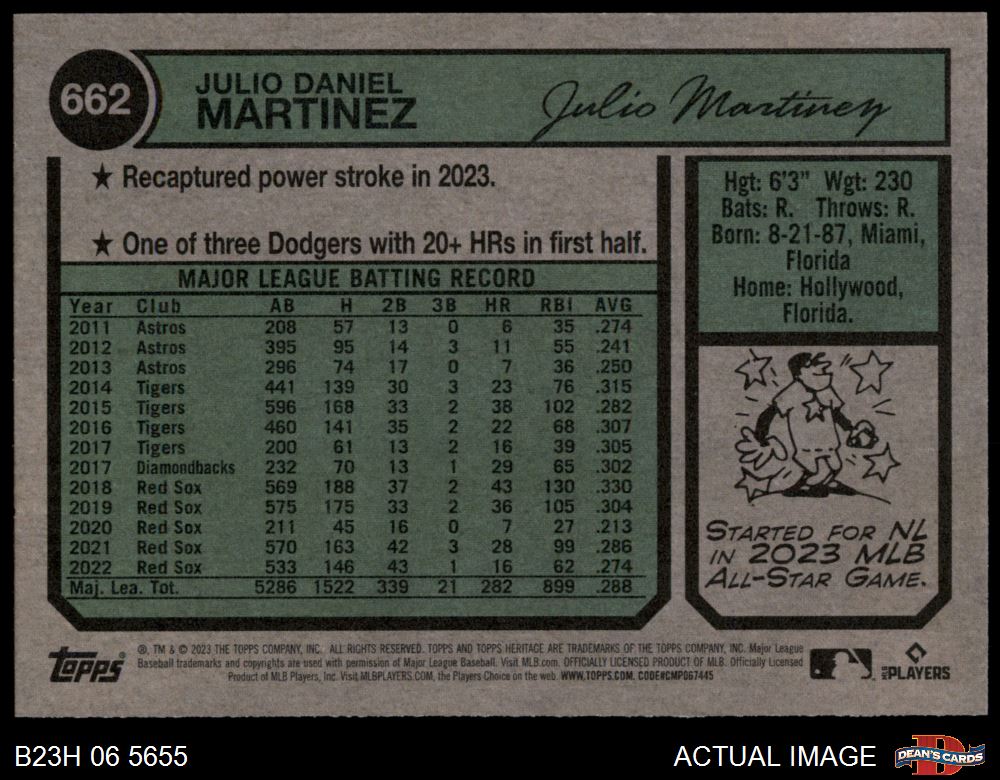 662
JULIO DANIEL
MARTINEZ
Julio Martinez
★ Recaptured power stroke in 2023.
★ One of three Dodgers with 20+ HRs in first half.
MAJOR LEAGUE BATTING RECORD
Year Club AB H 2B 3B HR RBI AVG
2011 Astros 208 57 13 0 6 35 .274
2012 Astros 395 95 14 3 11 55 .241
2013 Astros 296 74 17 0 7 36 .250
2014 Tigers 441 139 30 3 23 76 .315
2015 Tigers 596 168 33 2 38 102 .282
2016 Tigers 460 141 35 2 22 68 .307
2017 Tigers 200 61 13 2 16 39 .305
2017 Diamondbacks 232 70 13 1 29 65 .302
2018 Red Sox 569 188 37 2 43 130 .330
2019 Red Sox 575 175 33 2 36 105 .304
2020 Red Sox 211 45 16 0 7 27 .213
2021 Red Sox 570 163 42 3 28 99 .286
2022 Red Sox 533 146 43 1 16 62 .274
Maj. Lea. Tot. 5286 1522 339 21 282 899 .288
Hgt: 6'3" Wgt: 230
Bats: R. Throws: R.
Born: 8-21-87, Miami,
Florida
Home: Hollywood,
Florida.
STARTED FOR NL
IN 2023 MLB
ALL-STAR GAME.
Topps
®, TM & © 2023 THE TOPPS COMPANY, INC. ALL RIGHTS RESERVED. TOPPS AND TOPPS HERITAGE ARE TRADEMARKS OF THE TOPPS COMPANY, INC. Major League
Baseball trademarks and copyrights are used with permission of Major League Baseball. Visit MLB.com. OFFICIALLY LICENSED PRODUCT OF MLB. Officially Licensed
Product of MLB Players, Inc. Visit MLBPLAYERS.COM, the Players Choice on the web. WWW.TOPPS.COM. CODE#CMP067445
MLB PLAYERS
B23H 06 5655
ACTUAL IMAGE
D
DEAN'S CARDS